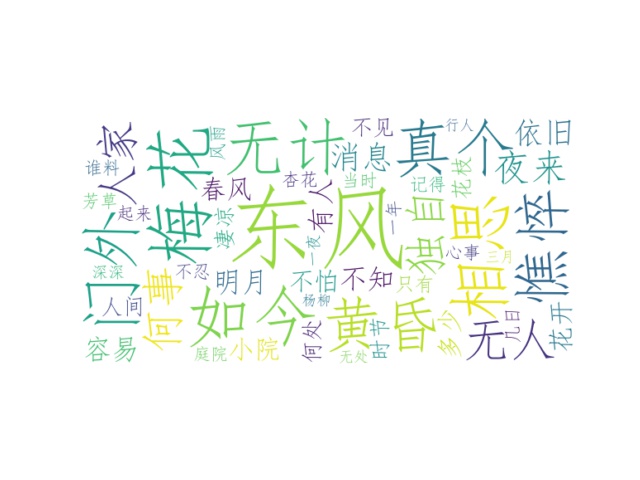 东风
梅花
无计
真个
相思
憔悴
如今
黄昏
门外
人家
何事
独自
无人
消息
依旧
夜来
春风
有人
明月
不怕
不知
容易
小院
花开
不见
行人
风雨
谁料
杏花
当时
记得
花枝
芳草
起来
凄凉
一年
一夜
心事
三月
深深
不忍
只有
人间
杨柳
几日
何处
时节
多少
庭院
无处